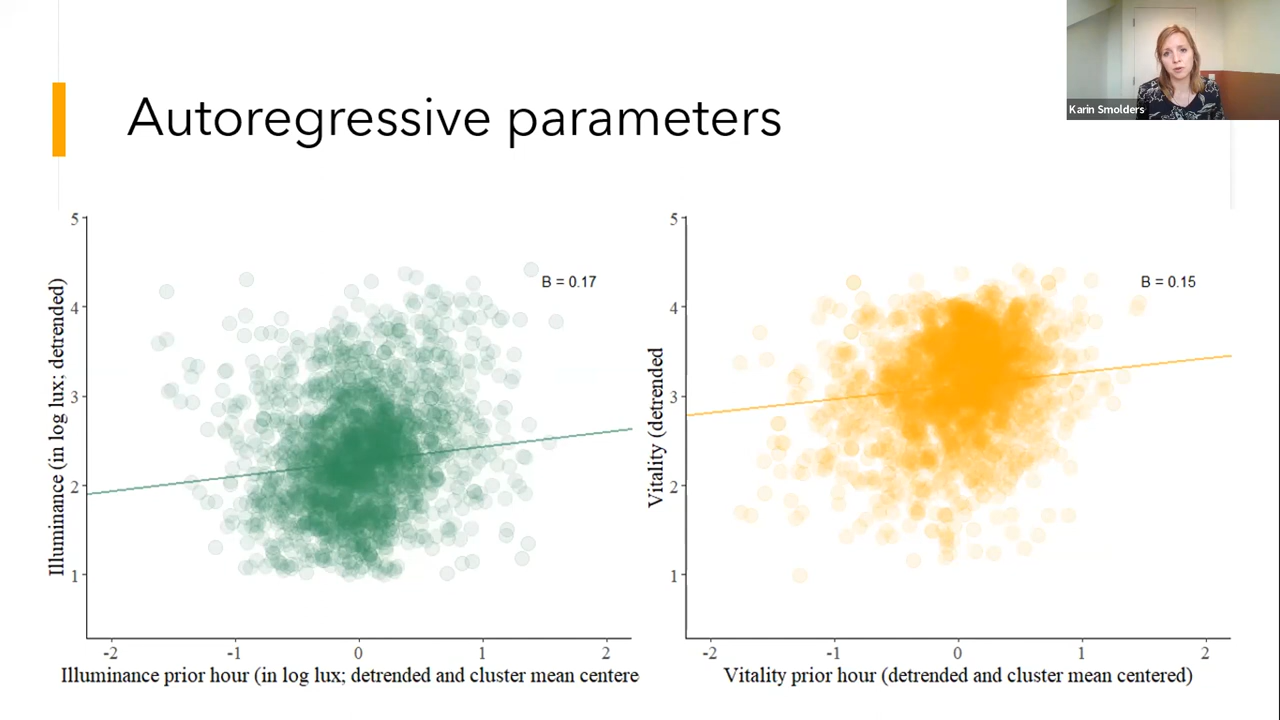 Karin Smolders
Autoregressive parameters
5
4
3
2
1
Illuminance (in log lux; detrended)
B = 0.17
-2
-1
0
1
2
Illuminance prior hour (in log lux; detrended and cluster mean centere
5
4
3
2
1
Vitality (detrended
B = 0.15
-2
-1
0
1
2
Vitality prior hour (detrended and cluster mean centered)